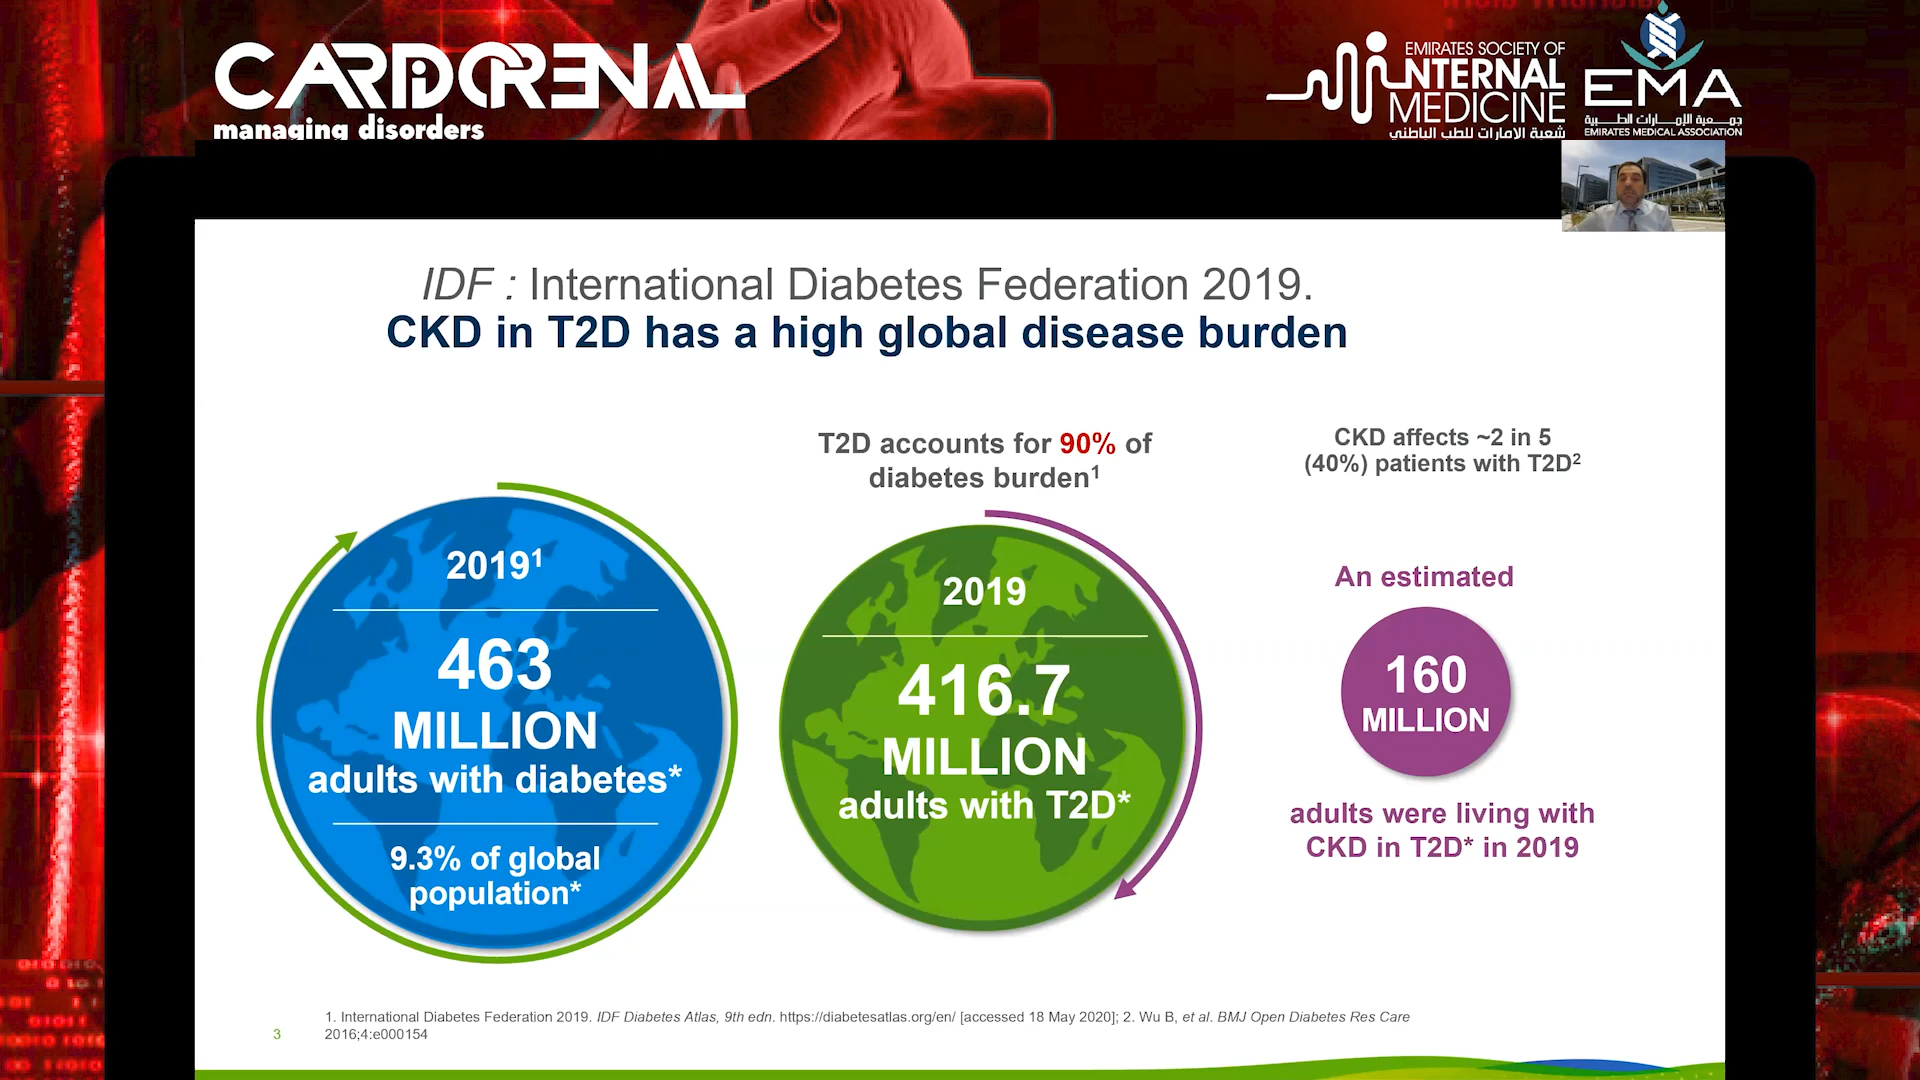 CARDIORENAL
managing disorders
EMIRATES SOCIETY OF
INTERNAL
MEDICINE
شعبة الإمارات للطب الباطني
EMA
جمعية الإمارات الطبية
EMIRATES MEDICAL ASSOCIATION
IDF : International Diabetes Federation 2019.
CKD in T2D has a high global disease burden
2019¹
463
MILLION
adults with diabetes*
9.3% of global
population*
T2D accounts for 90% of
diabetes burden¹
2019
416.7
MILLION
adults with T2D*
CKD affects ~2 in 5
(40%) patients with T2D²
An estimated
160
MILLION
adults were living with
CKD in T2D* in 2019
1. International Diabetes Federation 2019. IDF Diabetes Atlas, 9th edn. https://diabetesatlas.org/en/ [accessed 18 May 2020]; 2. Wu B, et al. BMJ Open Diabetes Res Care
2016;4:e000154
3